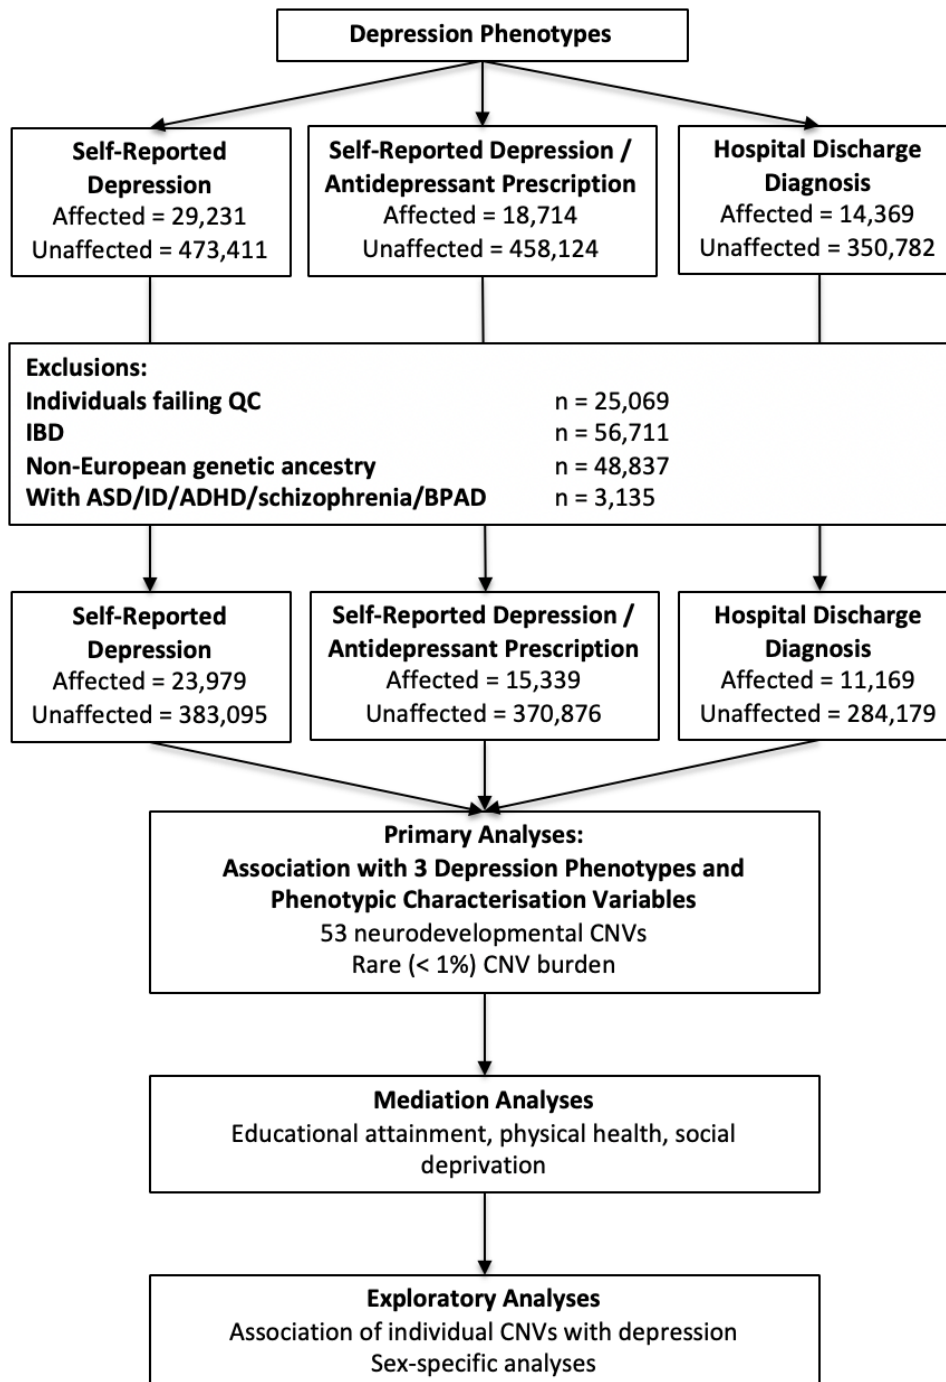 Depression Phenotypes
Self-Reported
Depression
Affected = 29,231
Unaffected = 473,411
Self-Reported Depression /
Antidepressant Prescription
Affected = 18,714
Unaffected = 458,124
Hospital Discharge
Diagnosis
Affected = 14,369
Unaffected = 350,782
Exclusions:
Individuals failing QC n = 25,069
IBD n = 56,711
Non-European genetic ancestry n = 48,837
With ASD/ID/ADHD/schizophrenia/BPAD n = 3,135
Self-Reported
Depression
Affected = 23,979
Unaffected = 383,095
Self-Reported Depression /
Antidepressant Prescription
Affected = 15,339
Unaffected = 370,876
Hospital Discharge
Diagnosis
Affected = 11,169
Unaffected = 284,179
Primary Analyses:
Association with 3 Depression Phenotypes and
Phenotypic Characterisation Variables
53 neurodevelopmental CNVs
Rare (< 1%) CNV burden
Mediation Analyses
Educational attainment, physical health, social
deprivation
Exploratory Analyses
Association of individual CNVs with depression
Sex-specific analyses